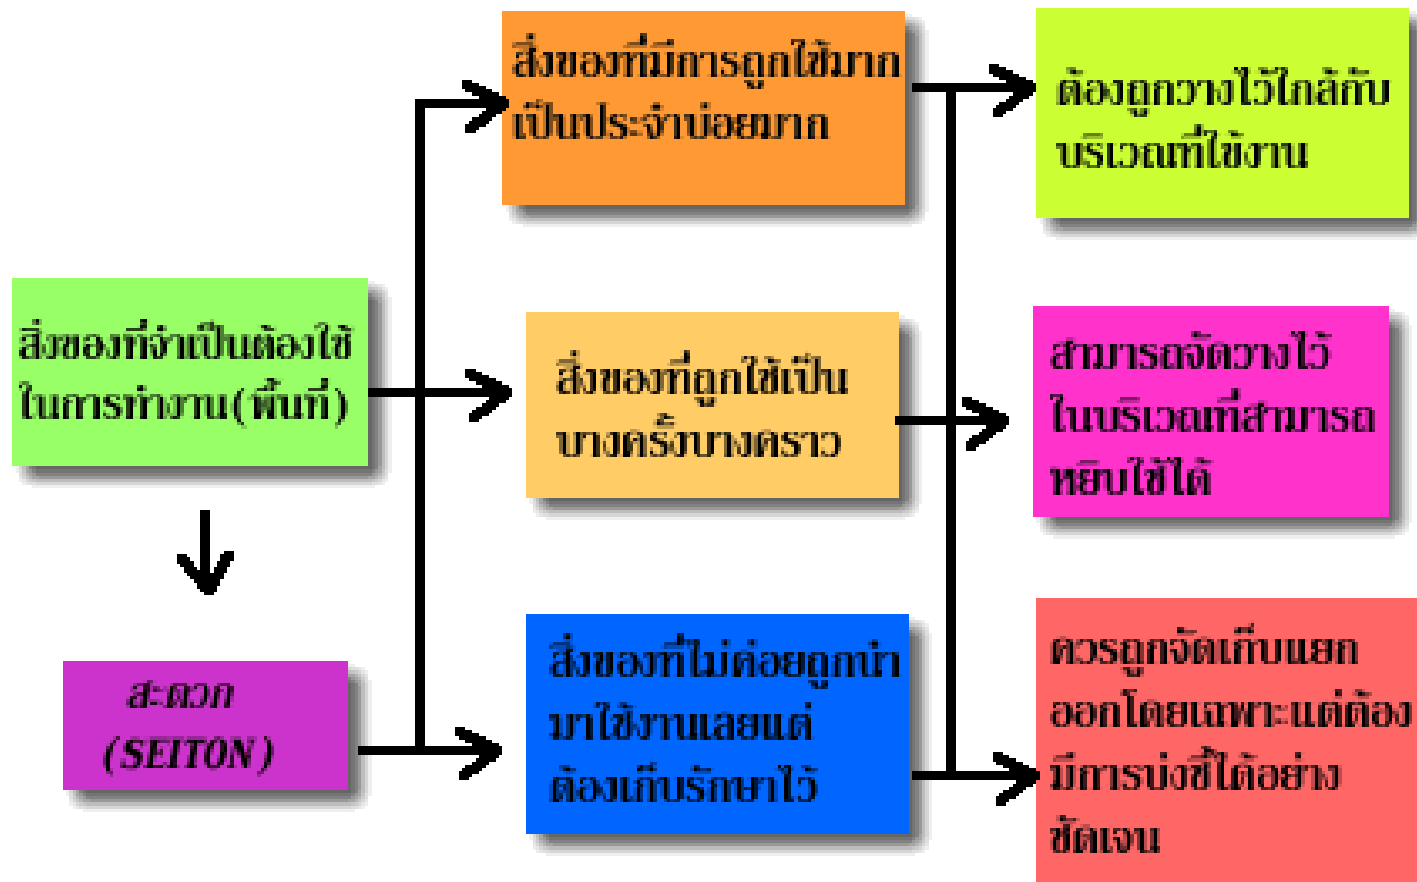 สิ่งของที่มีการถูกใช้มาก
เป็นประจำบ่อยมาก
ต้องถูกวางไว้ใกล้กับ
บริเวณที่ใช้งาน
สิ่งของที่จำเป็นต้องใช้
ในการทำงาน(พื้นที่)
สิ่งของที่ถูกใช้เป็น
บางครั้งบางคราว
สามารถจัดวางไว้
ในบริเวณที่สามารถ
หยิบใช้ได้
สะดวก
(SEITON)
สิ่งของที่ไม่ค่อยถูกนำ
มาใช้งานเลยแต่
ต้องเก็บรักษาไว้
ควรถูกจัดเก็บแยก
ออกโดยเฉพาะแต่ต้อง
มีการบ่งชี้ได้อย่าง
ชัดเจน